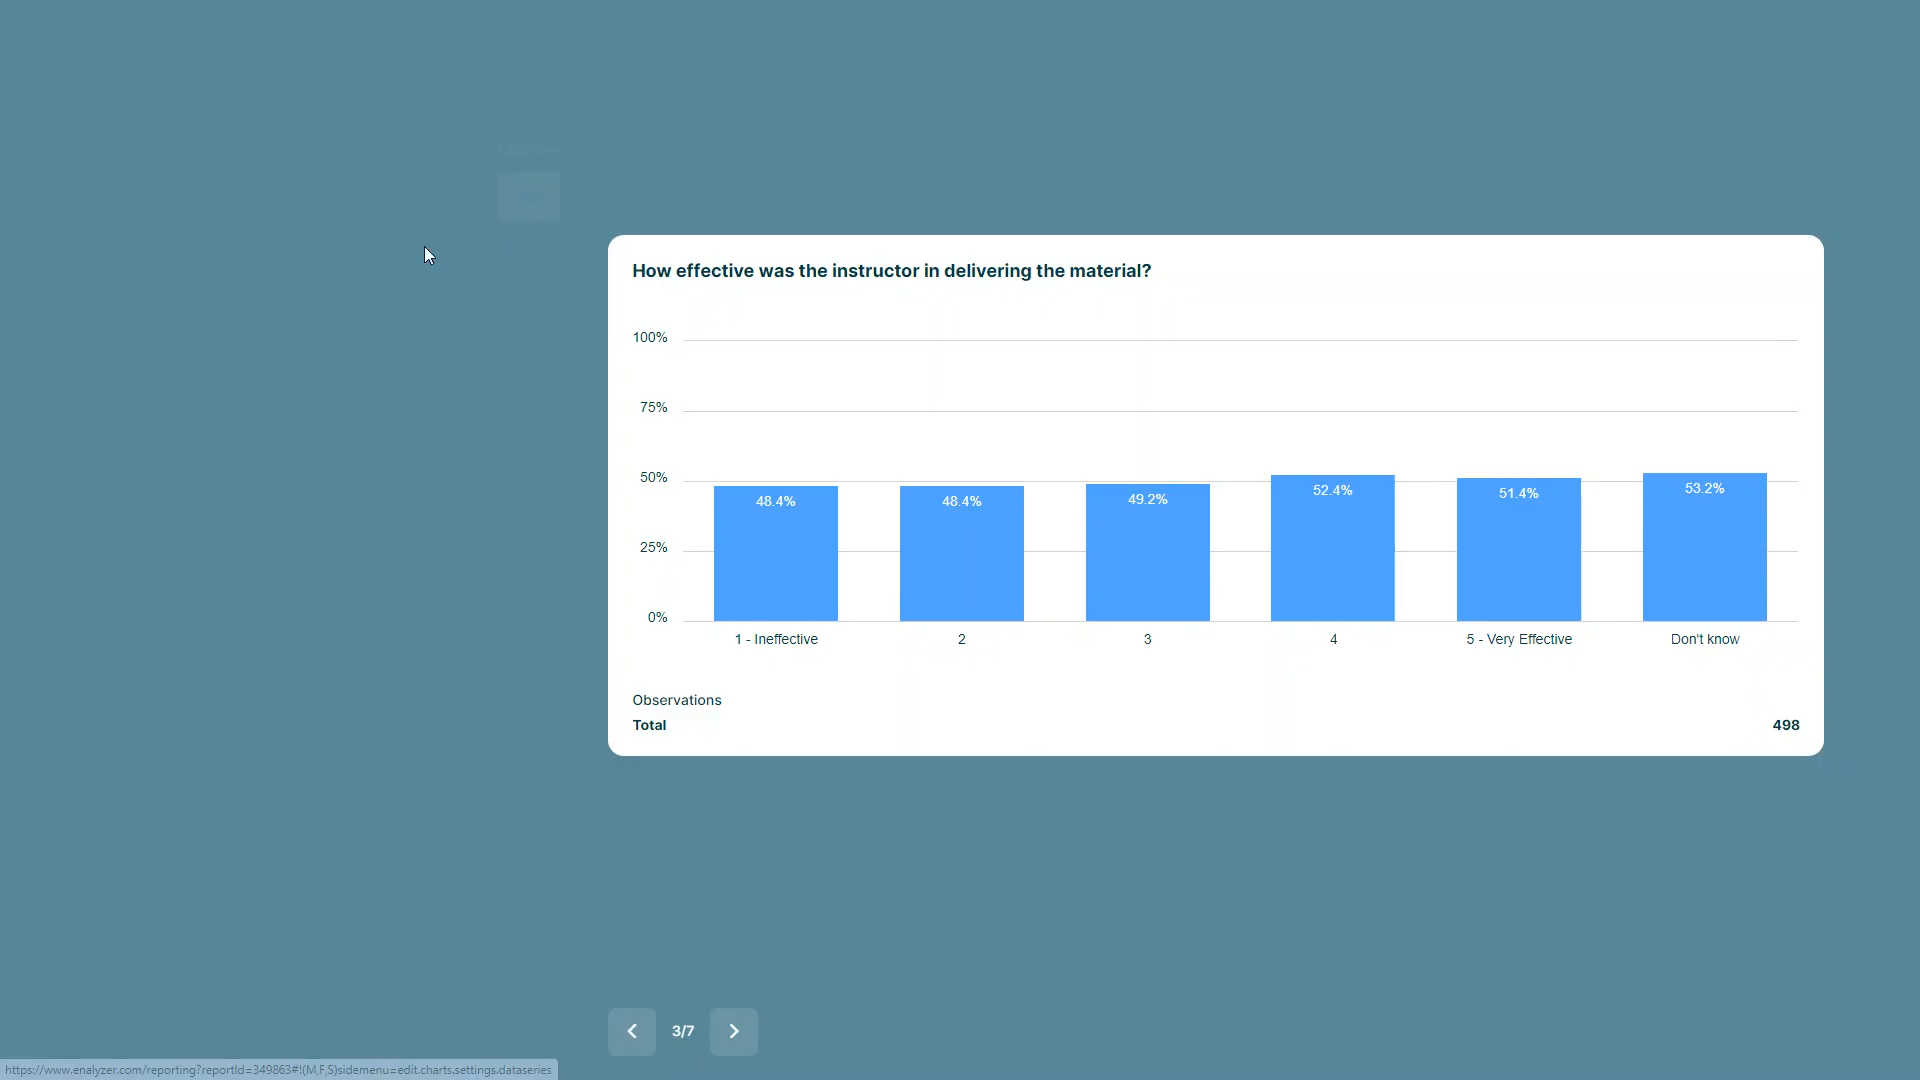 How effective was the instructor in delivering the material?
100%
75%
50%
25%
0%
48.4%
48.4%
49.2%
52.4%
51.4%
53.2%
1 - Ineffective
2
3
4
5 - Very Effective
Don't know
Observations
Total 498
3/7
https://www.enalyzer.com/reporting?reportId=349863#!(M,F,S)sidemenu=edit.charts.settings.dataseries